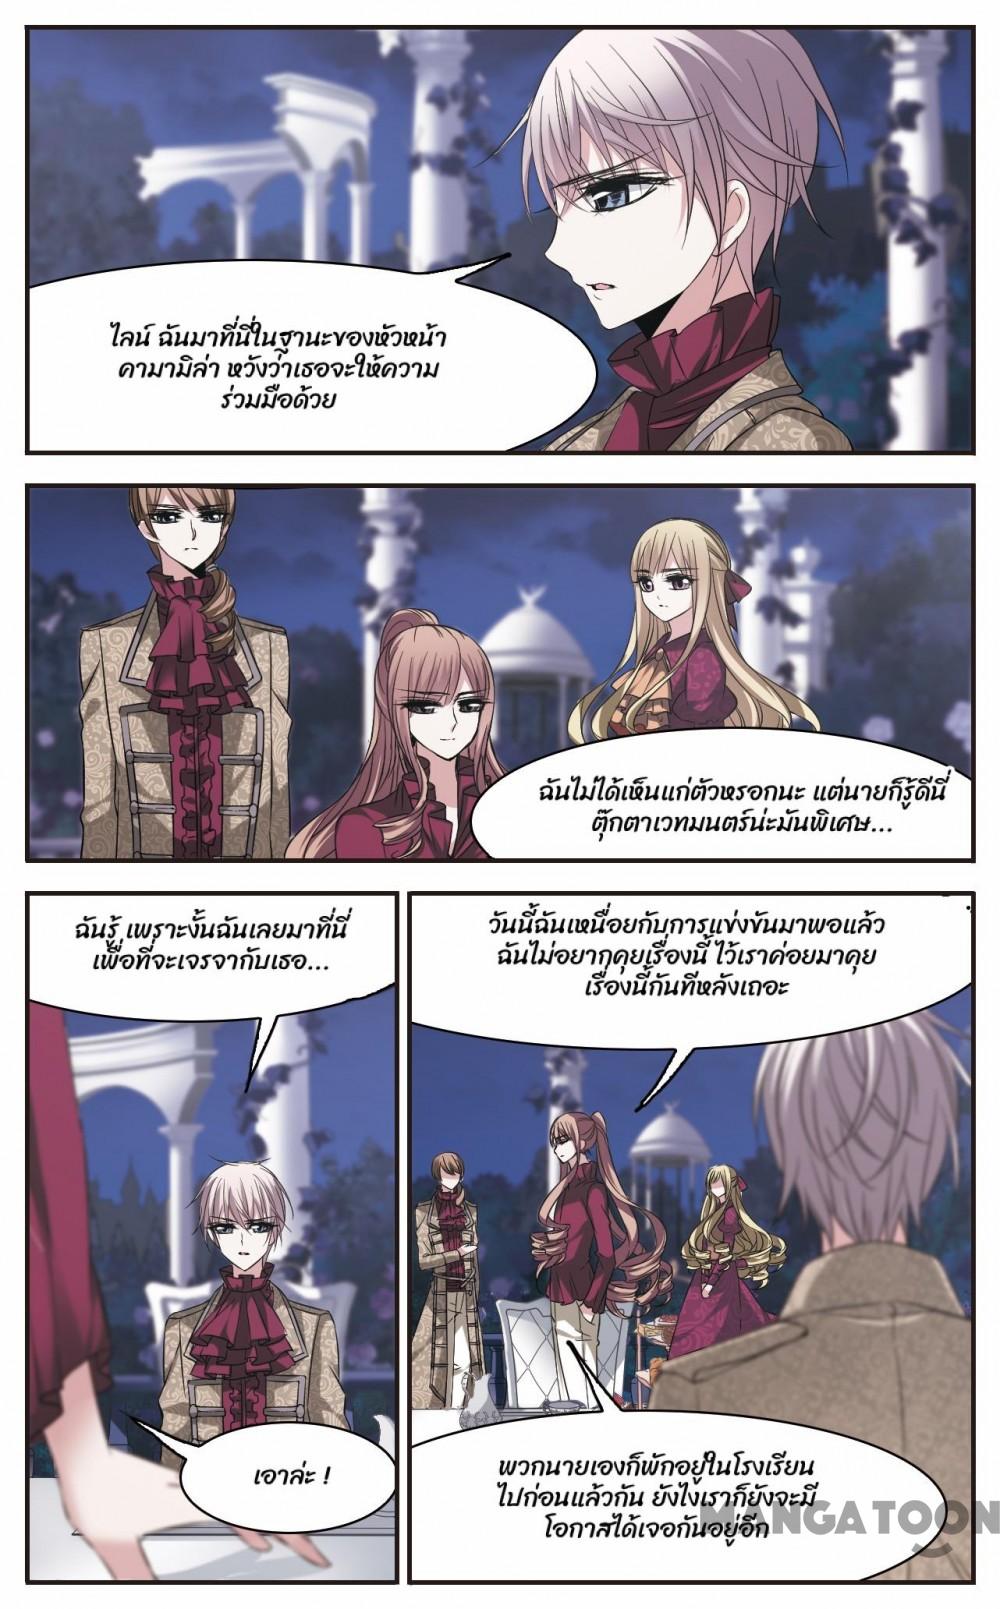 ไลน์ ฉันมาที่นี่ในฐานะของหัวหน้า
คามามิล่า หวังว่าเธอจะให้ความ
ร่วมมือด้วย
ฉันไม่ได้เห็นแก่ตัวหรอกนะ แต่นายก็รู้ดีนี่
ตุ๊กตาเวทมนตร์น่ะมันพิเศษ...
ฉันรู้ เพราะงั้นฉันเลยมาที่นี่
เพื่อที่จะเจรจากับเธอ...
เอาล่ะ !
วันนี้ฉันเหนื่อยกับการแข่งขันมาพอแล้ว
ฉันไม่อยากคุยเรื่องนี้ ไว้เราค่อยมาคุย
เรื่องนี้กันทีหลังเถอะ
พวกนายเองก็พักอยู่ในโรงเรียน
ไปก่อนแล้วกัน ยังไงเราก็ยังจะมี
โอกาสได้เจอกันอยู่อีก
MANGATOON